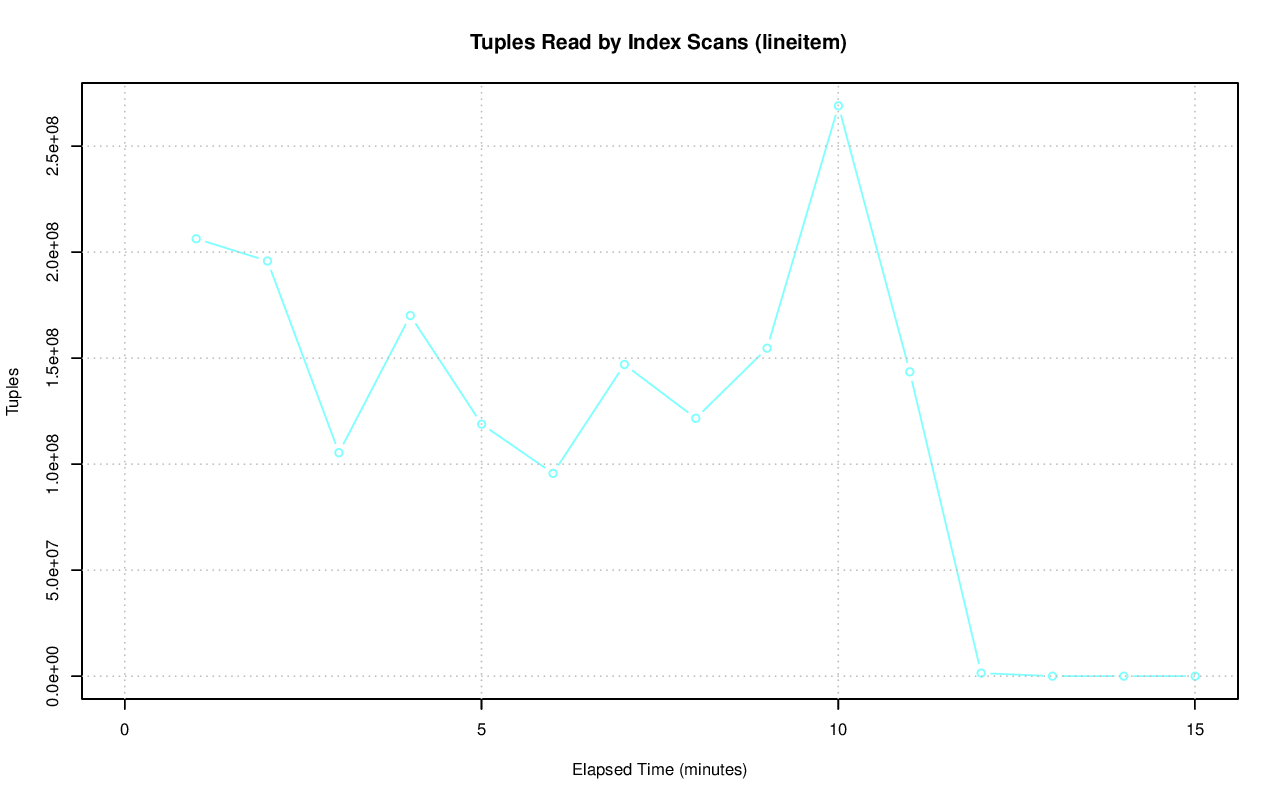 Tuples Read by Index Scans (lineitem)
Tuples
2.5e+08
2.0e+08
1.5e+08
1.0e+08
5.0e+07
0.0e+00
0 5 10 15
Elapsed Time (minutes)